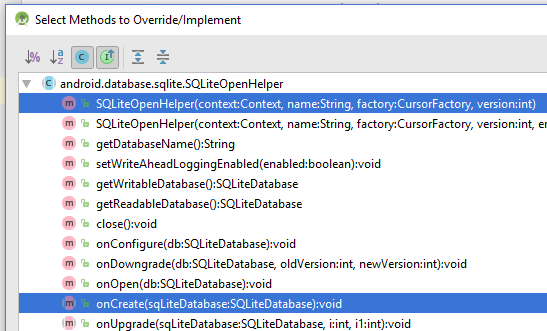 Select Methods to Override/Implement
android.database.sqlite.SQLiteOpenHelper
SQLiteOpenHelper(context:Context, name:String, factory:CursorFactory, version:int)
SQLiteOpenHelper(context:Context, name:String, factory:CursorFactory, version:int, er
getDatabaseName():String
setWriteAheadLoggingEnabled(enabled:boolean):void
getWritableDatabase():SQLiteDatabase
getReadableDatabase():SQLiteDatabase
close():void
onConfigure(db:SQLiteDatabase):void
onDowngrade(db:SQLiteDatabase, oldVersion:int, newVersion:int):void
onOpen(db:SQLiteDatabase):void
onCreate(sqLiteDatabase:SQLiteDatabase):void
onUpgrade(sqLiteDatabase:SQLiteDatabase, i:int, i1:int):void